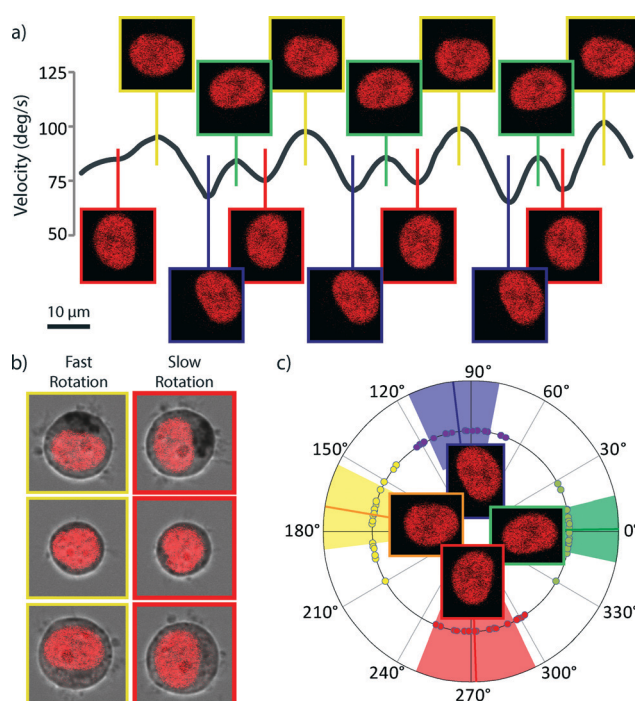 a)
Velocity (deg/s)
125
100
75
50
10 μm
b)
Fast
Rotation
Slow
Rotation
c)
90°
120°
60°
150°
30°
180°
0°
210°
330°
240°
300°
270°